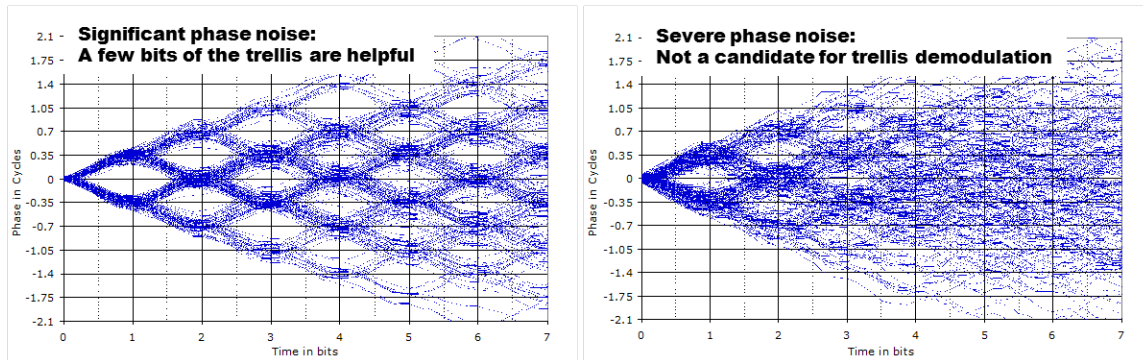 Significant phase noise:
A few bits of the trellis are helpful
2.1
1.75
1.4
1.05
0.7
0.35
0
-0.35
-0.7
-1.05
-1.4
-1.75
-2.1
Phase in Cycles
0 1 2 3 4 5 6 7
Time in bits
Severe phase noise:
Not a candidate for trellis demodulation
2.1
1.75
1.4
1.05
0.7
0.35
0
-0.35
-0.7
-1.05
-1.4
-1.75
-2.1
Phase in Cycles
0 1 2 3 4 5 6 7
Time in bits